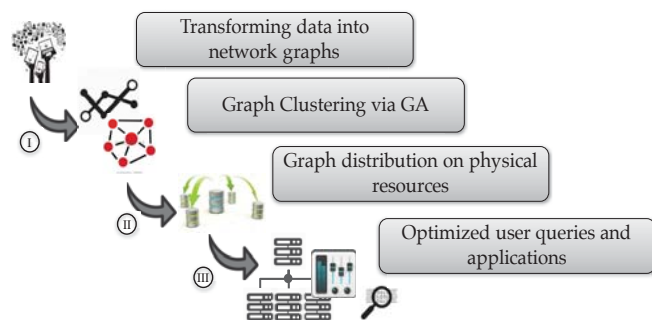 Transforming data into
network graphs
Graph Clustering via GA
I
Graph distribution on physical
resources
II
Optimized user queries and
applications
III